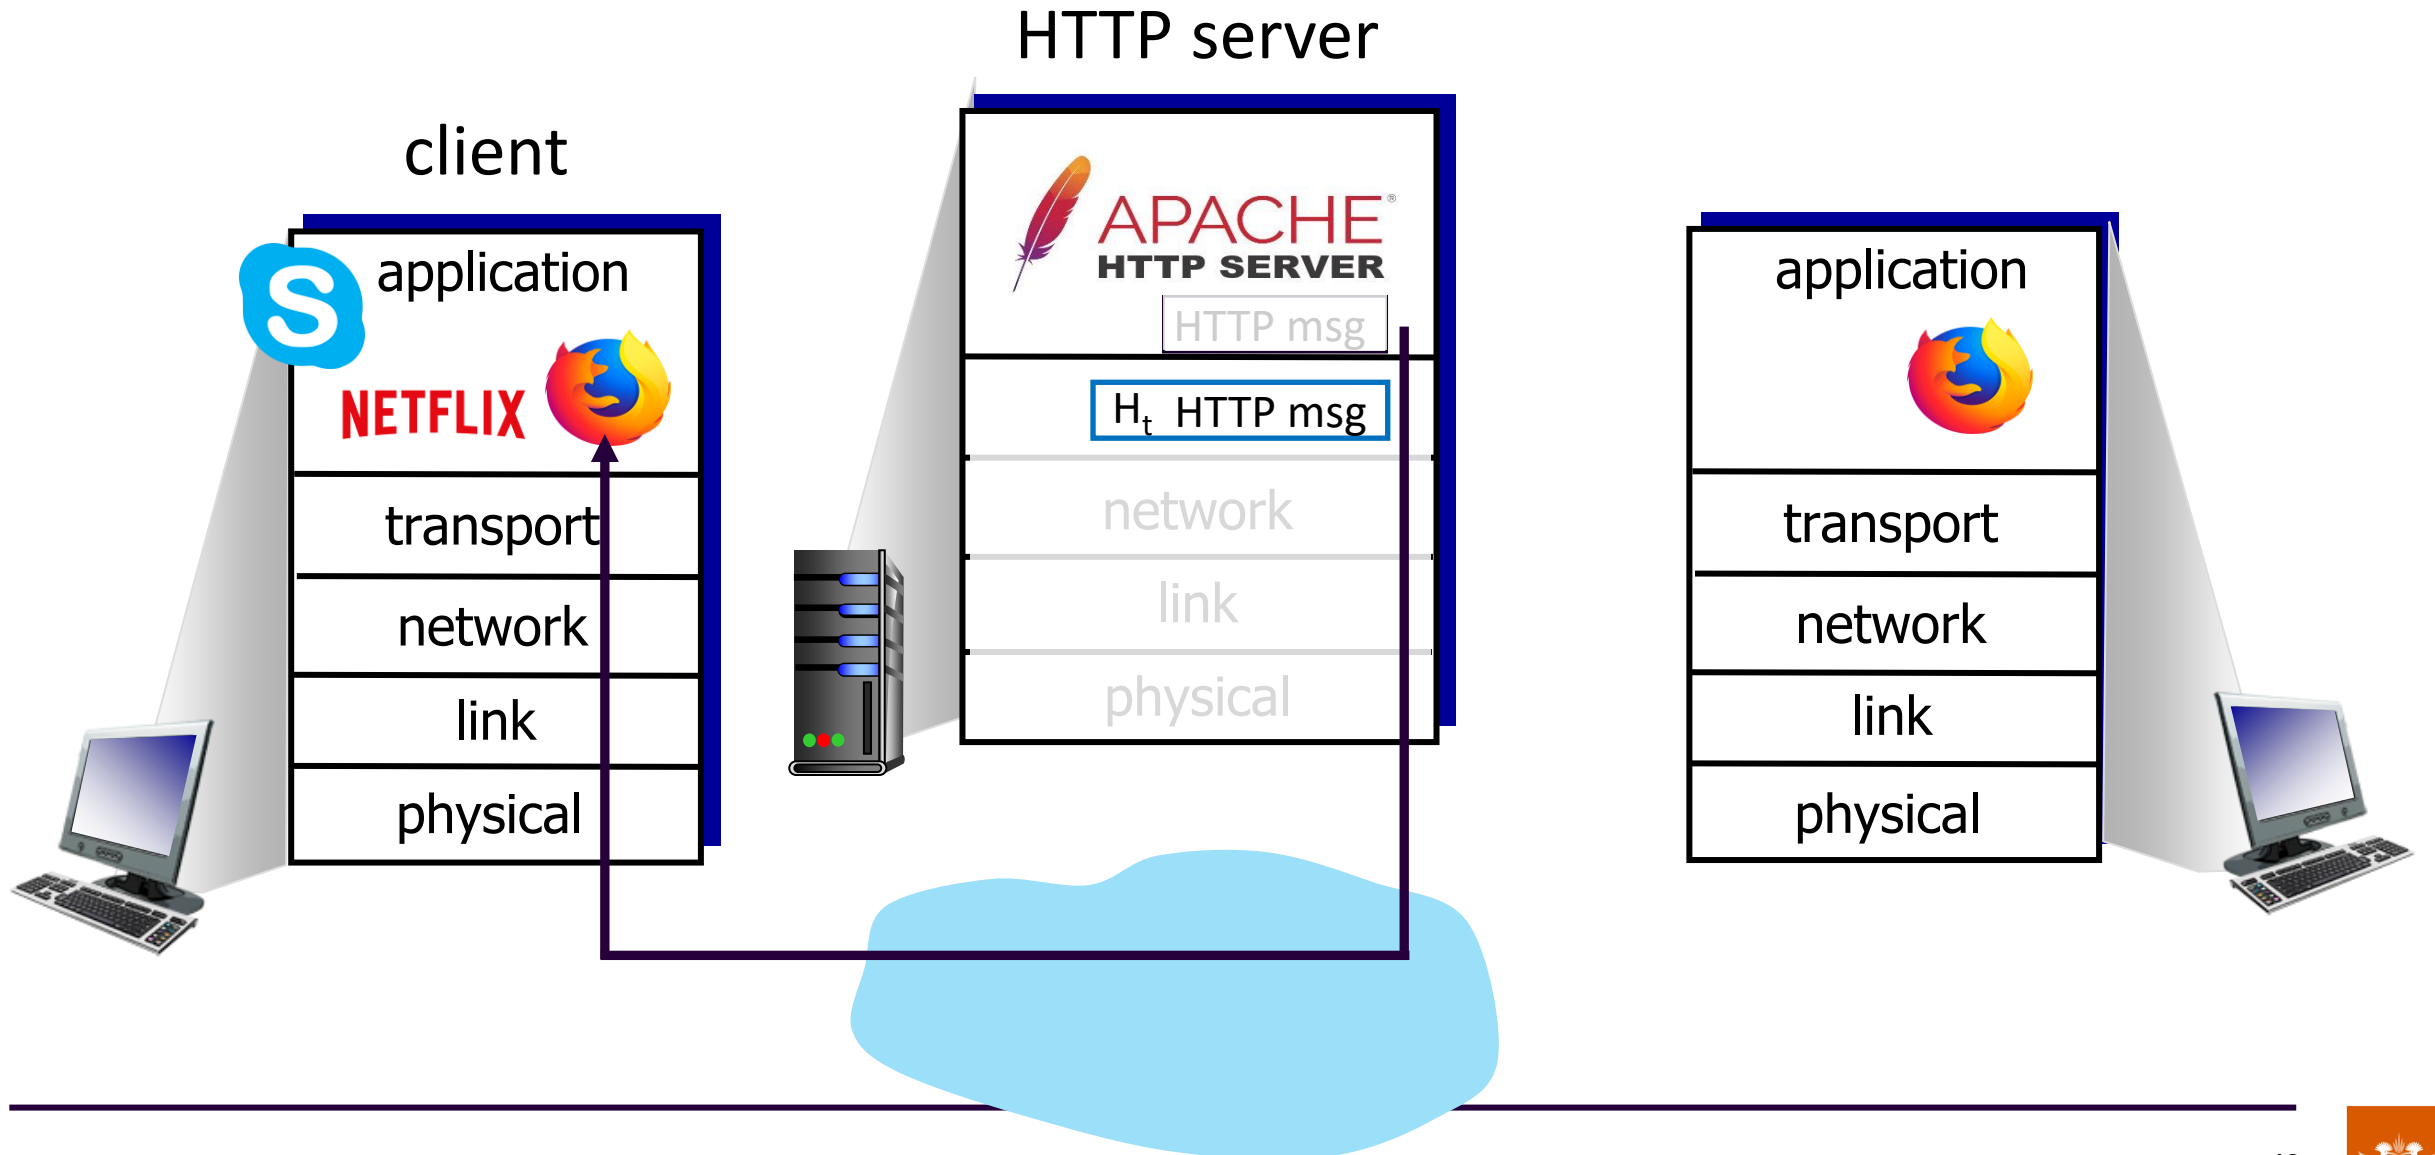 HTTP server
client
application
S
NETFLIX
transport
network
link
physical
APACHE®
HTTP SERVER
HTTP msg
Ht HTTP msg
network
link
physical
application
transport
network
link
physical